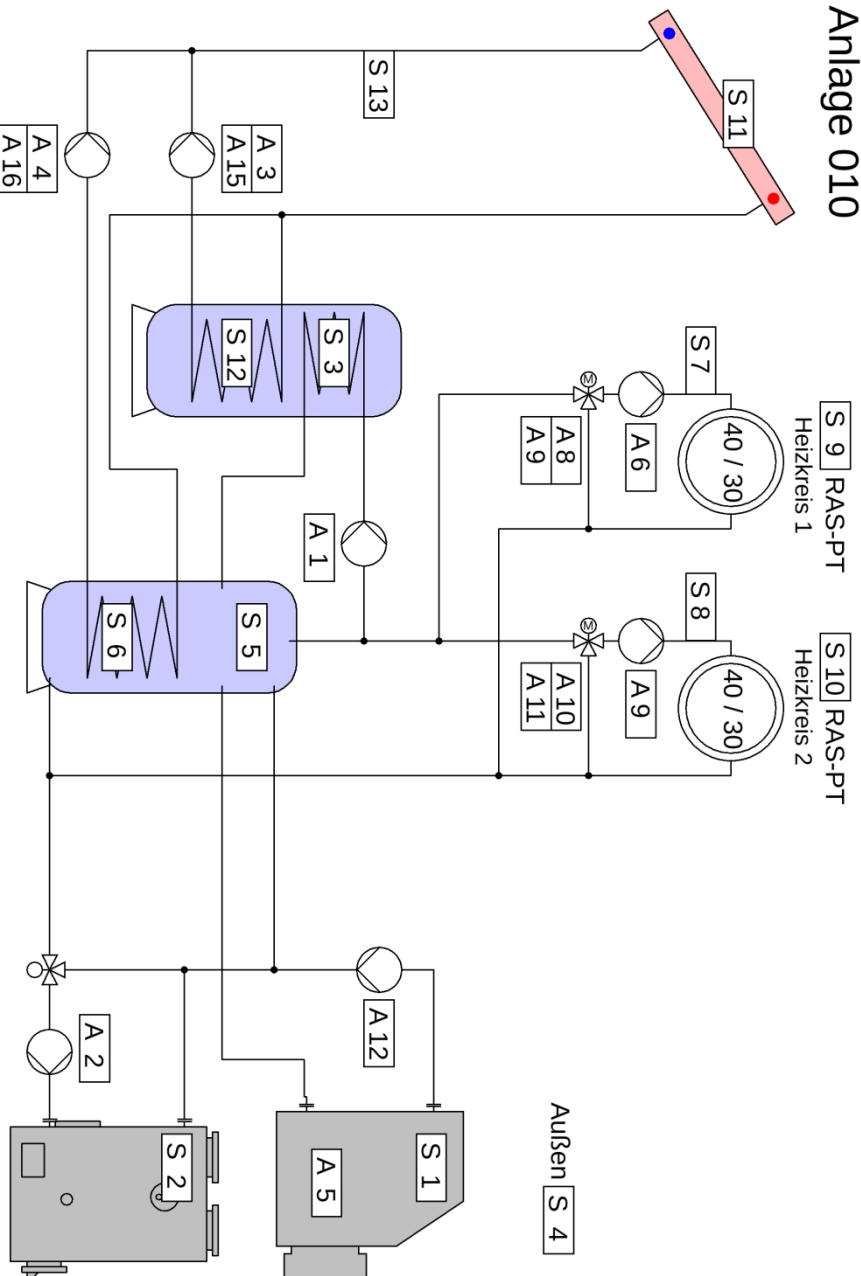 Anlage 010
S 11
S 13
A 3
A 15
A 4
A 16
S 12
S 3
S 9 RAS-PT
Heizkreis 1
S 7
40 / 30
A 6
A 8
A 9
A 1
S 10 RAS-PT
Heizkreis 2
S 8
40 / 30
A 9
M
M
A 10
A 11
S 5
S 6
A 12
A 2
Außen S 4
S 1
A 5
S 2